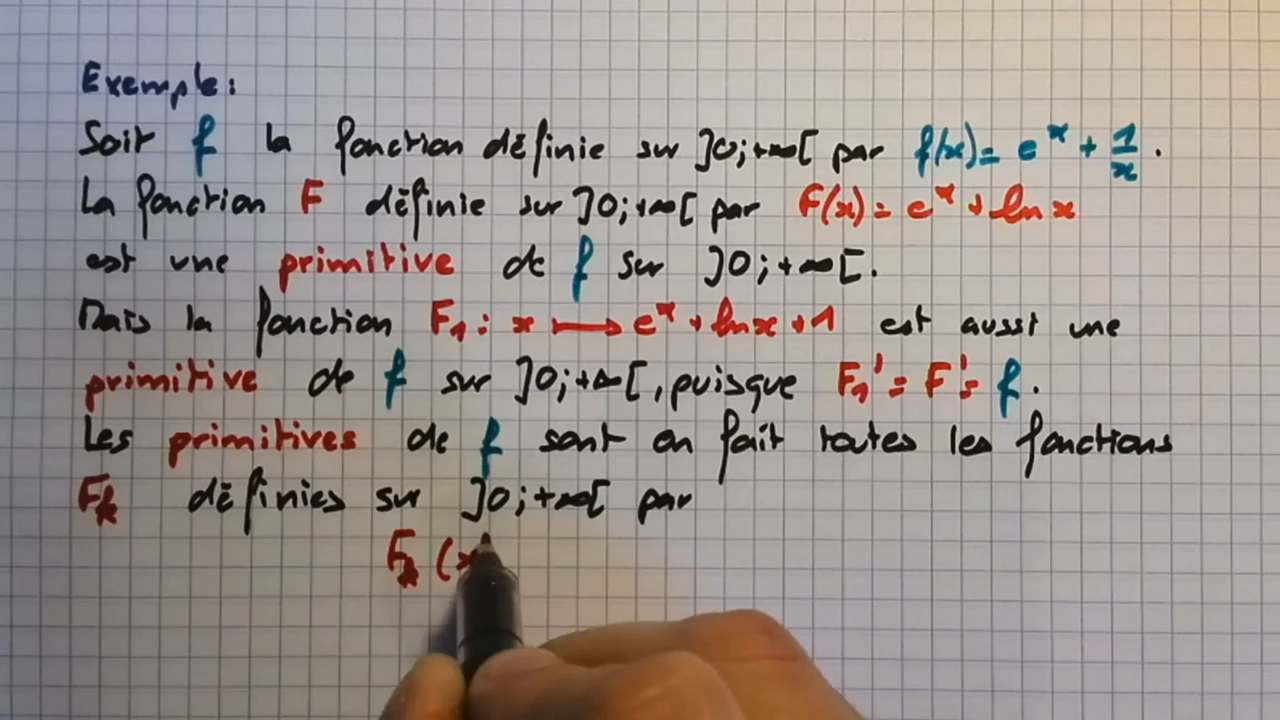 Exemple:
Soit f la fonction définie sur ]0;+∞[ par f(x)= e^x + 1/x .
La fonction F définie sur ]0;+∞[ par F(x) = e^x + ln x
est une primitive de f sur ]0;+∞[.
Mais la fonction F₁ : x ⟼ e^x + ln x + 1 est aussi une
primitive de f sur ]0;+∞[, puisque F₁' = F' = f.
Les primitives de f sont en fait toutes les fonctions
Fₖ définies sur ]0;+∞[ par
Fₖ (x